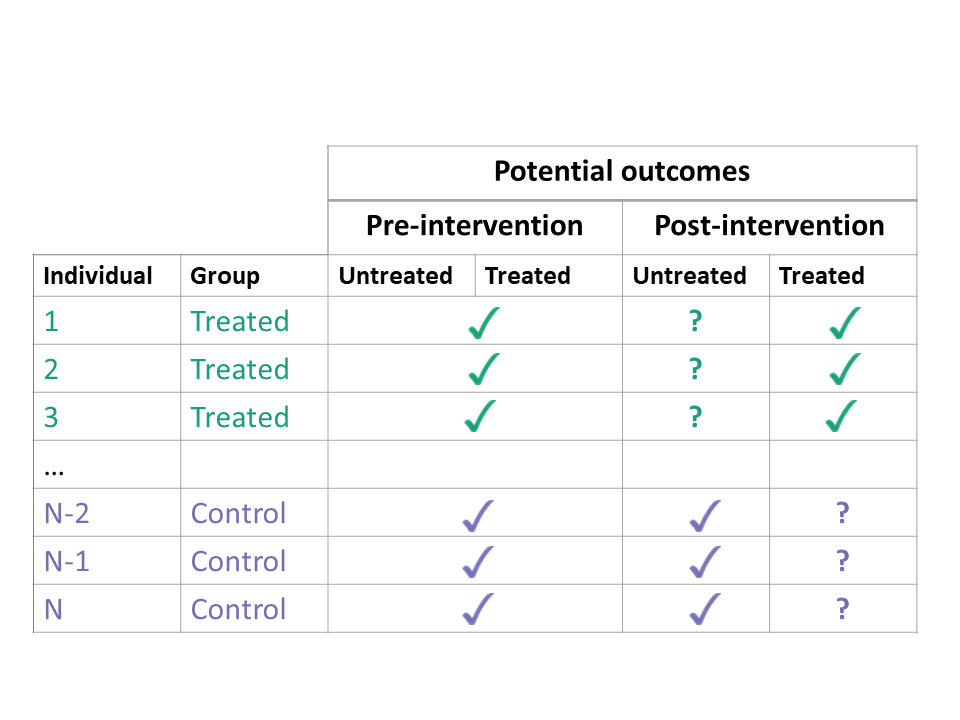 Potential outcomes
Pre-intervention Post-intervention
Individual Group Untreated Treated Untreated Treated
1 Treated ✓ ? ✓
2 Treated ✓ ? ✓
3 Treated ✓ ? ✓
...
N-2 Control ✓ ✓ ?
N-1 Control ✓ ✓ ?
N Control ✓ ✓ ?